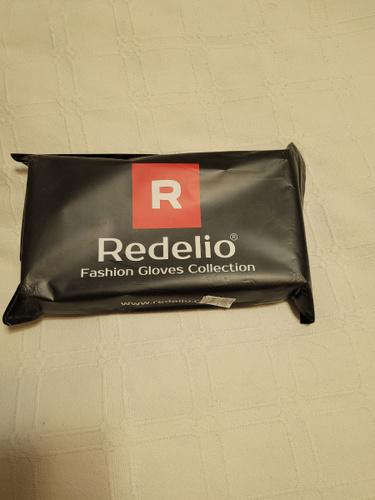 R
Redelio®
Fashion Gloves Collection